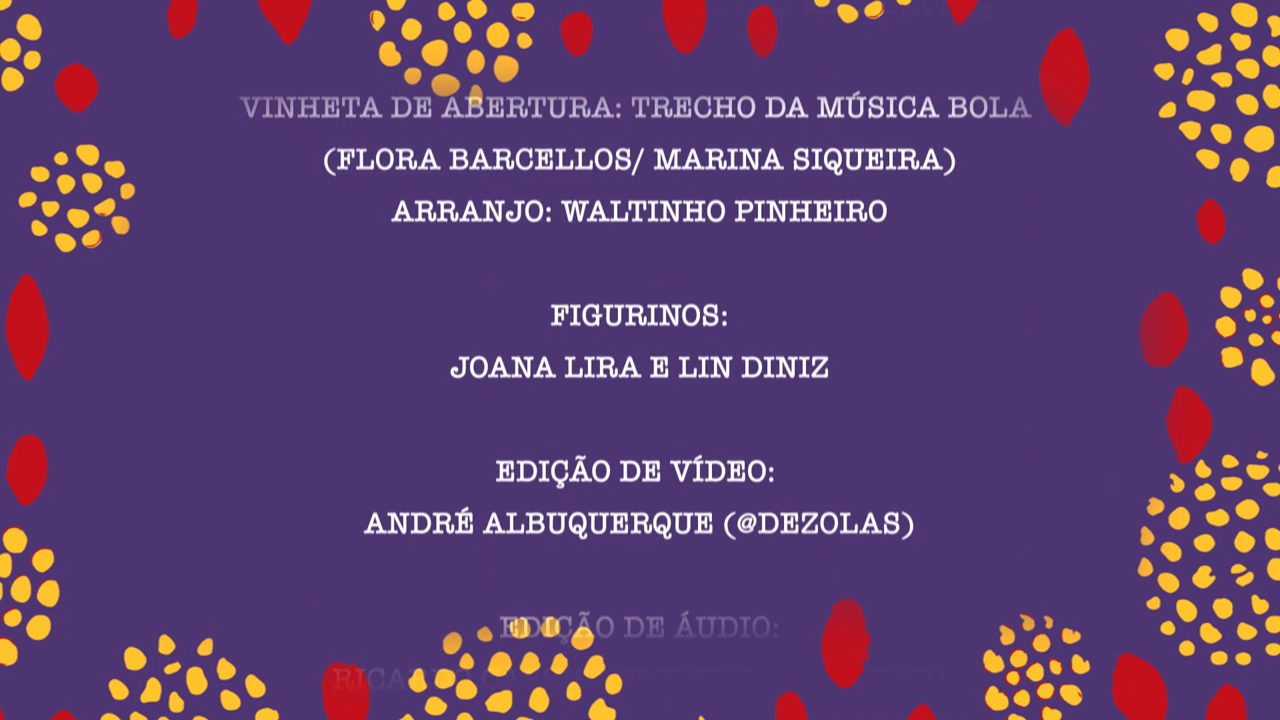 VINHETA DE ABERTURA: TRECHO DA MÚSICA BOLA
(FLORA BARCELLOS/ MARINA SIQUEIRA)
ARRANJO: WALTINHO PINHEIRO
FIGURINOS:
JOANA LIRA E LIN DINIZ
EDIÇÃO DE VÍDEO:
ANDRÉ ALBUQUERQUE (@DEZOLAS)
EDIÇÃO DE ÁUDIO: